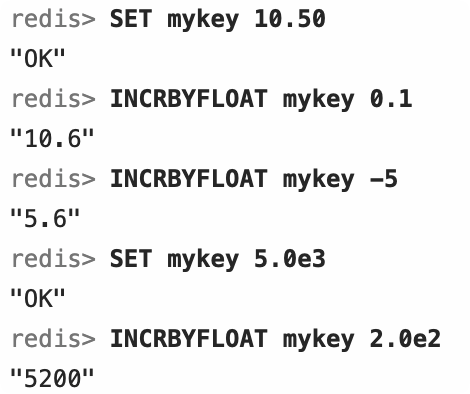 redis> SET mykey 10.50
"OK"
redis> INCRBYFLOAT mykey 0.1
"10.6"
redis> INCRBYFLOAT mykey -5
"5.6"
redis> SET mykey 5.0e3
"OK"
redis> INCRBYFLOAT mykey 2.0e2
"5200"